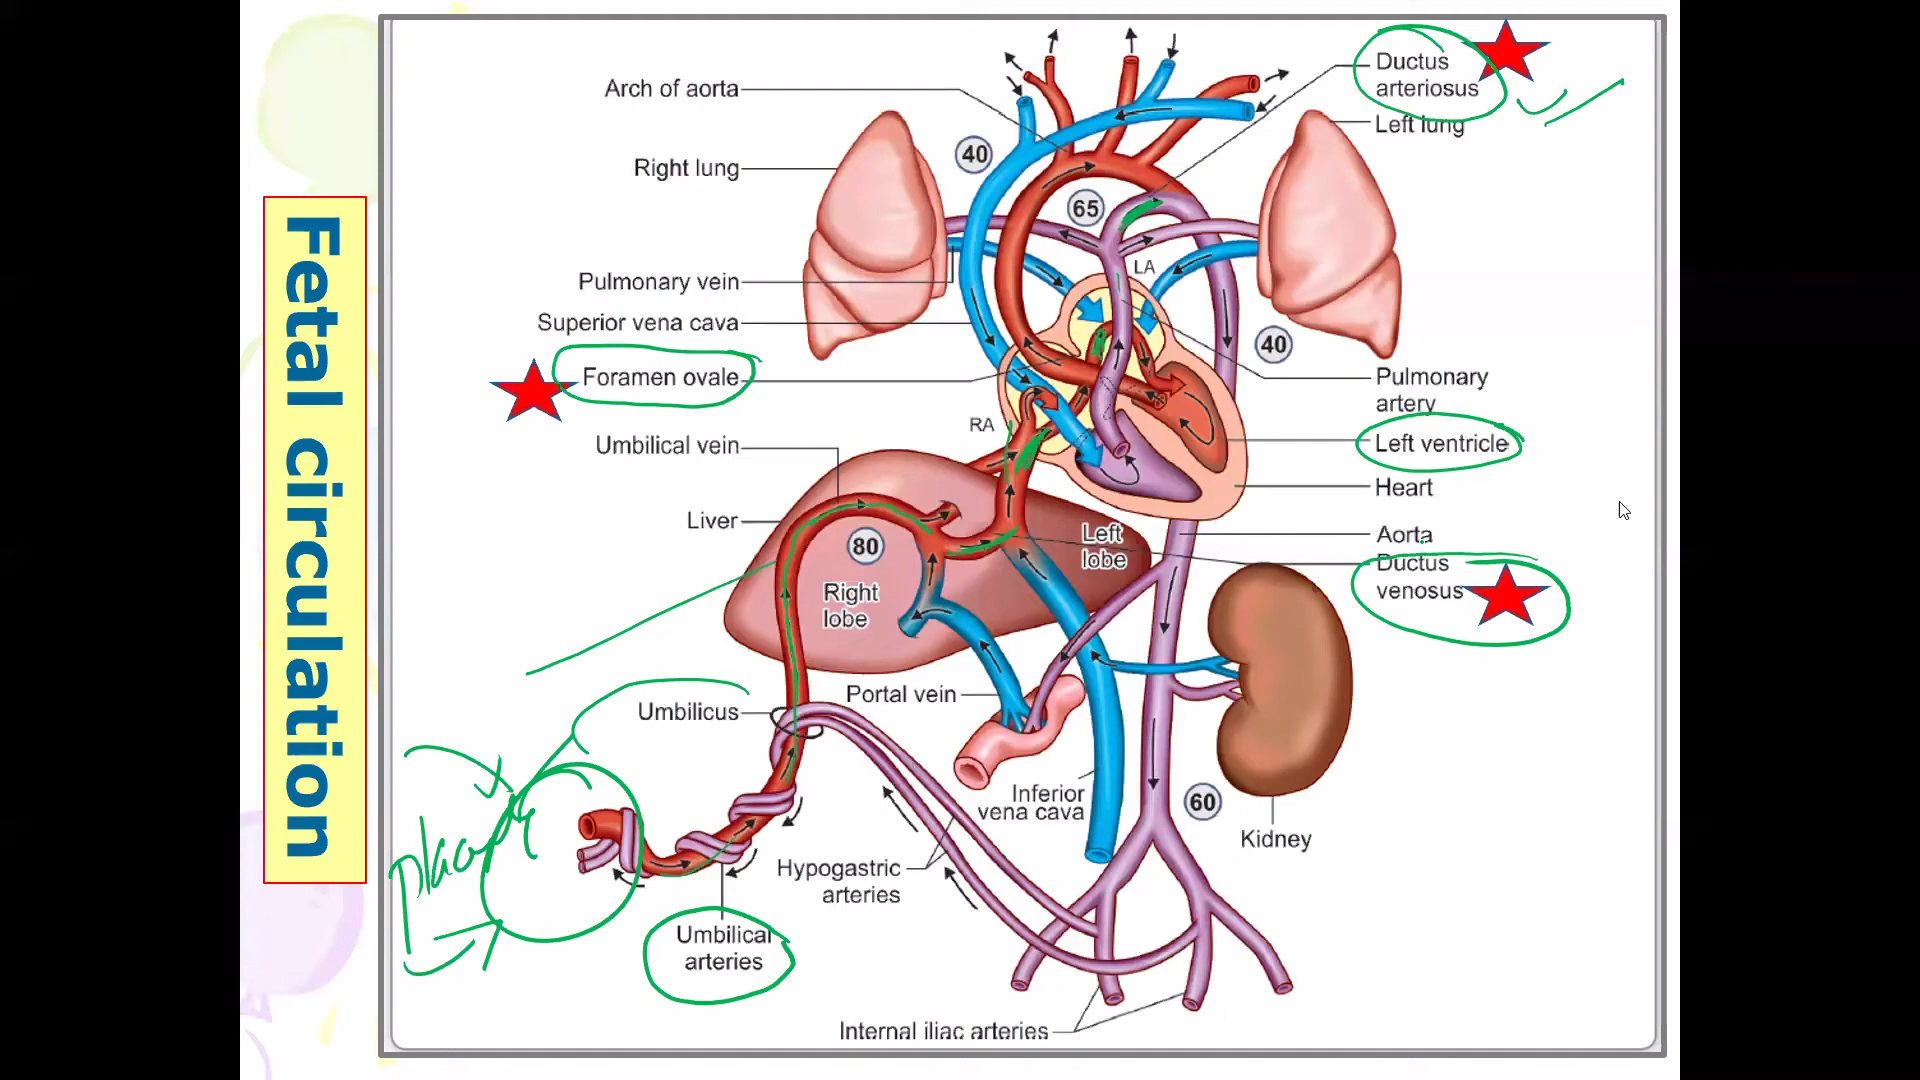 Fetal circulation
Arch of aorta
Right lung
Pulmonary vein
Superior vena cava
Foramen ovale
Umbilical vein
Liver
Umbilicus
Umbilical
arteries
Hypogastric
arteries
Internal iliac arteries
Portal vein
Inferior
vena cava
Right
lobe
Left
lobe
RA
LA
40
65
40
80
60
Ductus
arteriosus
Left lung
Pulmonary
artery
Left ventricle
Heart
Aorta
Ductus
venosus
Kidney